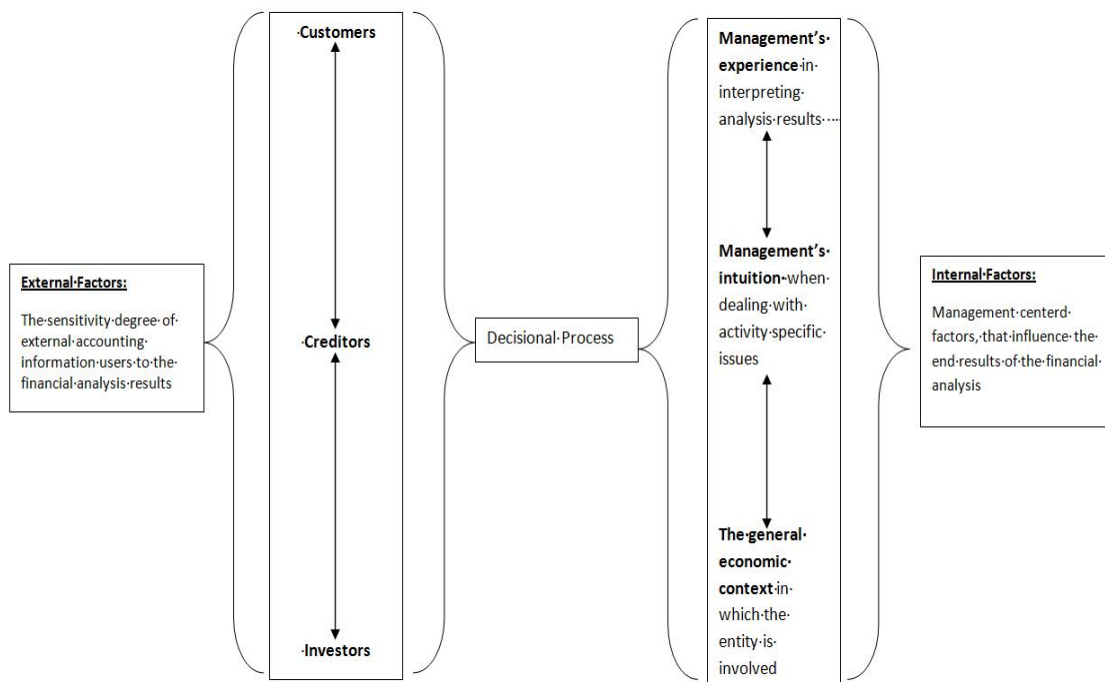 External Factors:
The sensitivity degree of
external accounting
information users to the
financial analysis results
Customers
Creditors
Investors
Decisional Process
Management's
experience in
interpreting
analysis results ....
Management's
intuition when
dealing with
activity specific
issues
The general
economic
context in
which the
entity is
involved
Internal Factors:
Management centerd
factors, that influence the
end results of the financial
analysis